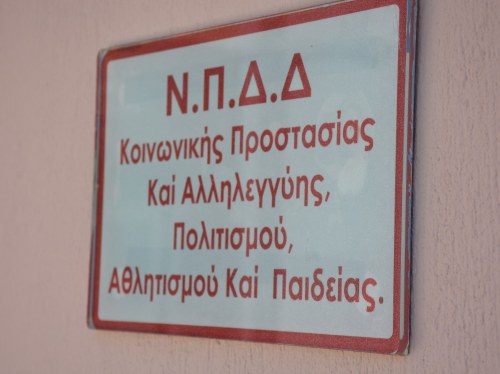 Ν.Π.Δ.Δ
Κοινωνικής Προστασίας
Καί Αλληλεγγύης,
Πολιτισμού,
Αθλητισμού Καί Παιδείας.